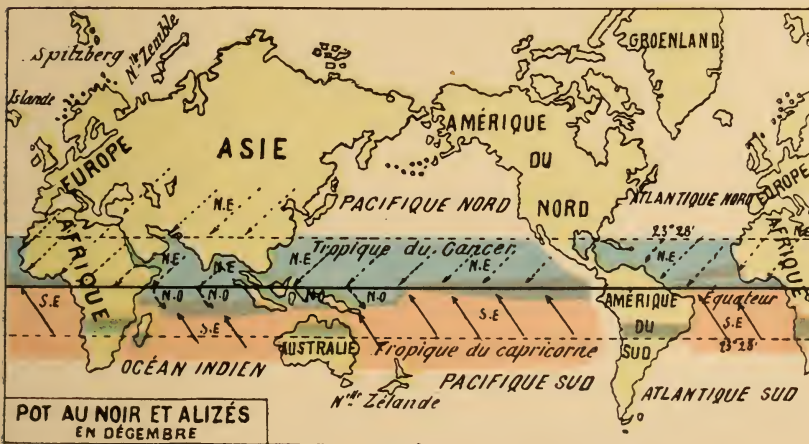 Spitzberg
Nlle Zemble
GROENLAND
Islande
EUROPE
ASIE
AMÉRIQUE
DU
NORD
PACIFIQUE NORD
ATLANTIQUE NORD
EUROPE
N.E
23°28'
N.E
AFRIQUE
Tropique du Cancer
N.E
N.E
N.E
N.E
N.E
AFRIQUE
S.E
N.O
N.O
N.O
N.O
AMÉRIQUE
DU
SUD
Équateur
S.E
S.E
S.E
AUSTRALIE
Tropique du capricorne
23°28'
OCÉAN INDIEN
PACIFIQUE SUD
ATLANTIQUE SUD
Nlle Zélande
POT AU NOIR ET ALIZÉS
EN DÉCEMBRE